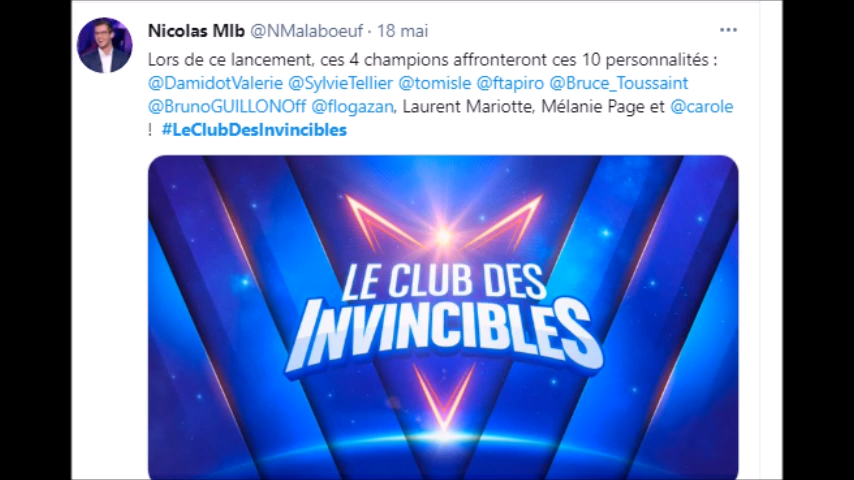 Nicolas Mlb @NMalaboeuf · 18 mai
Lors de ce lancement, ces 4 champions affronteront ces 10 personnalités :
@DamidotValerie @SylvieTellier @tomisle @ftapiro @Bruce_Toussaint
@BrunoGUILLONOff @flogazan, Laurent Mariotte, Mélanie Page et @carole
! #LeClubDesInvincibles
LE CLUB DES
INVINCIBLES